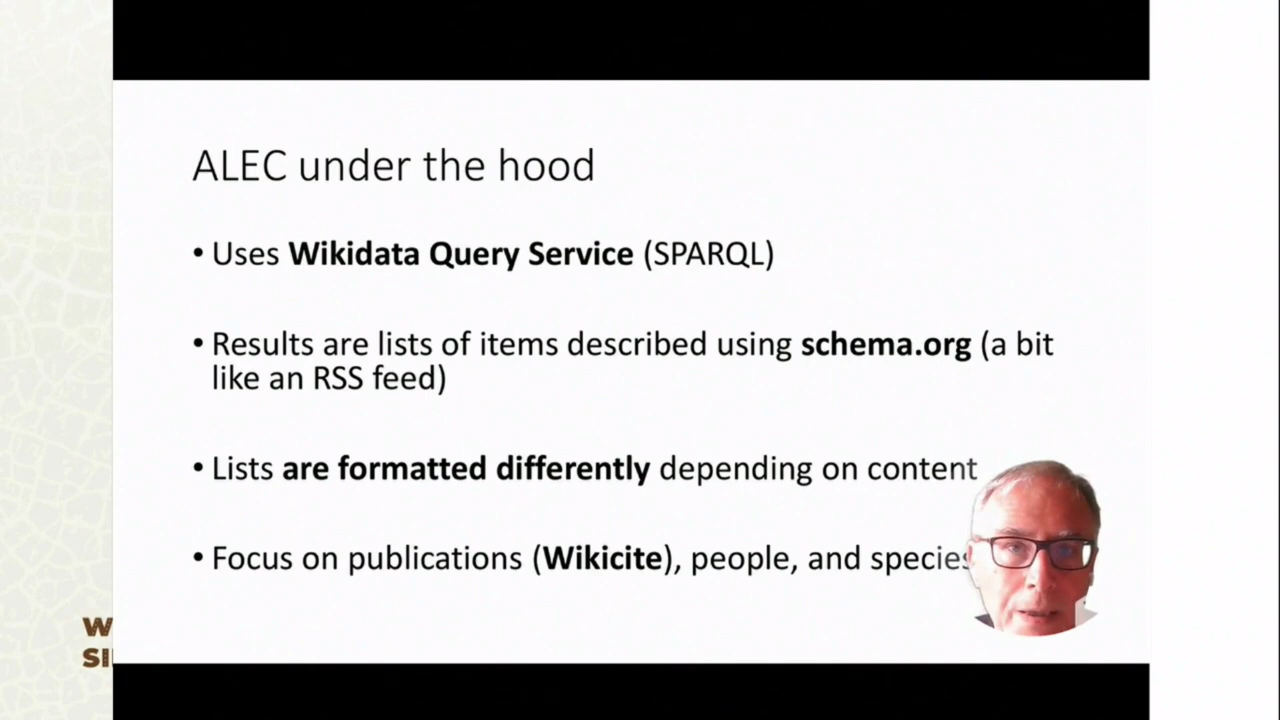 ALEC under the hood
• Uses Wikidata Query Service (SPARQL)
• Results are lists of items described using schema.org (a bit
like an RSS feed)
• Lists are formatted differently depending on content
• Focus on publications (Wikicite), people, and species
W
SI